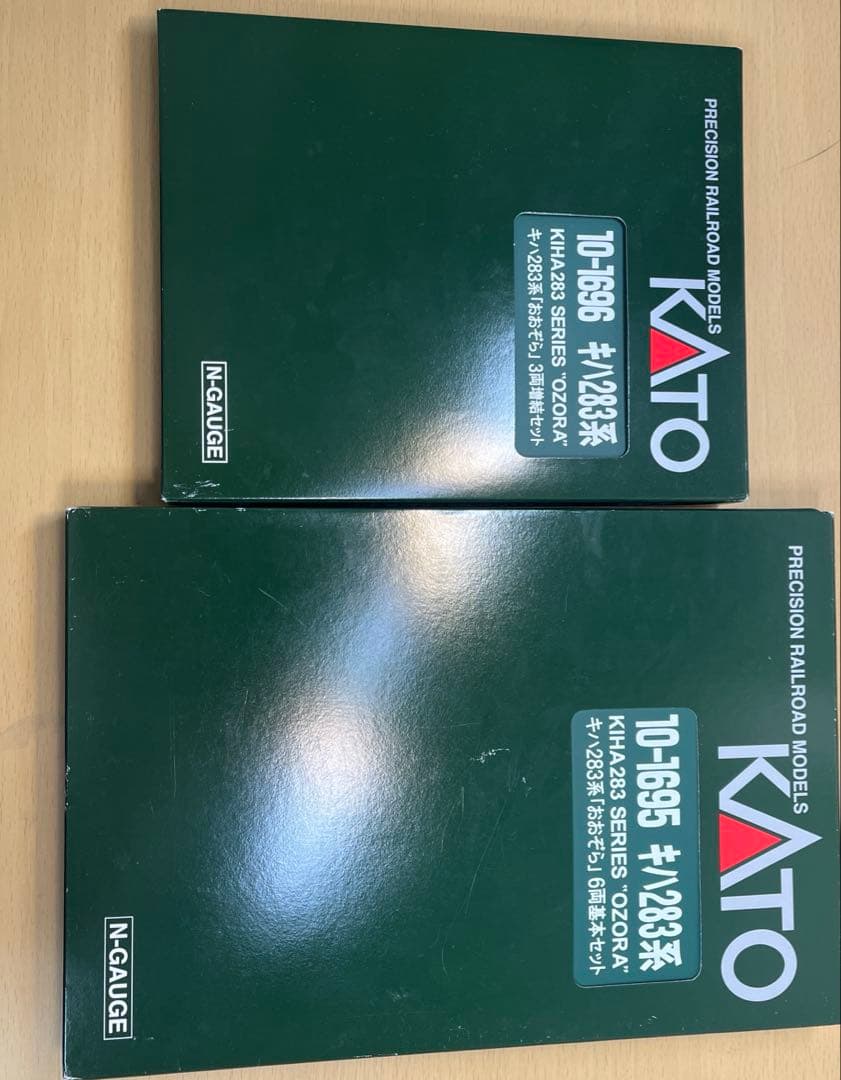 PRECISION RAILROAD MODELS
KATO
10-1696 キハ283系
KIHA283 SERIES "OZORA"
キハ283系「おおぞら」3両増結セット
N-GAUGE
PRECISION RAILROAD MODELS
KATO
10-1695 キハ283系
KIHA283 SERIES "OZORA"
キハ283系「おおぞら」6両基本セット
N-GAUGE